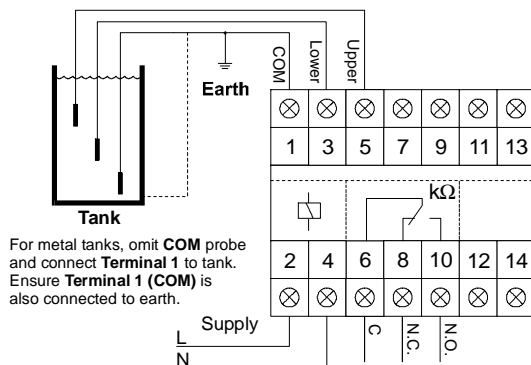 COM
Lower
Upper
Earth
1 3 5 7 9 11 13
kΩ
Tank
For metal tanks, omit COM probe
and connect Terminal 1 to tank.
Ensure Terminal 1 (COM) is
also connected to earth.
2 4 6 8 10 12 14
Supply
L
N
C
N.C.
N.O.